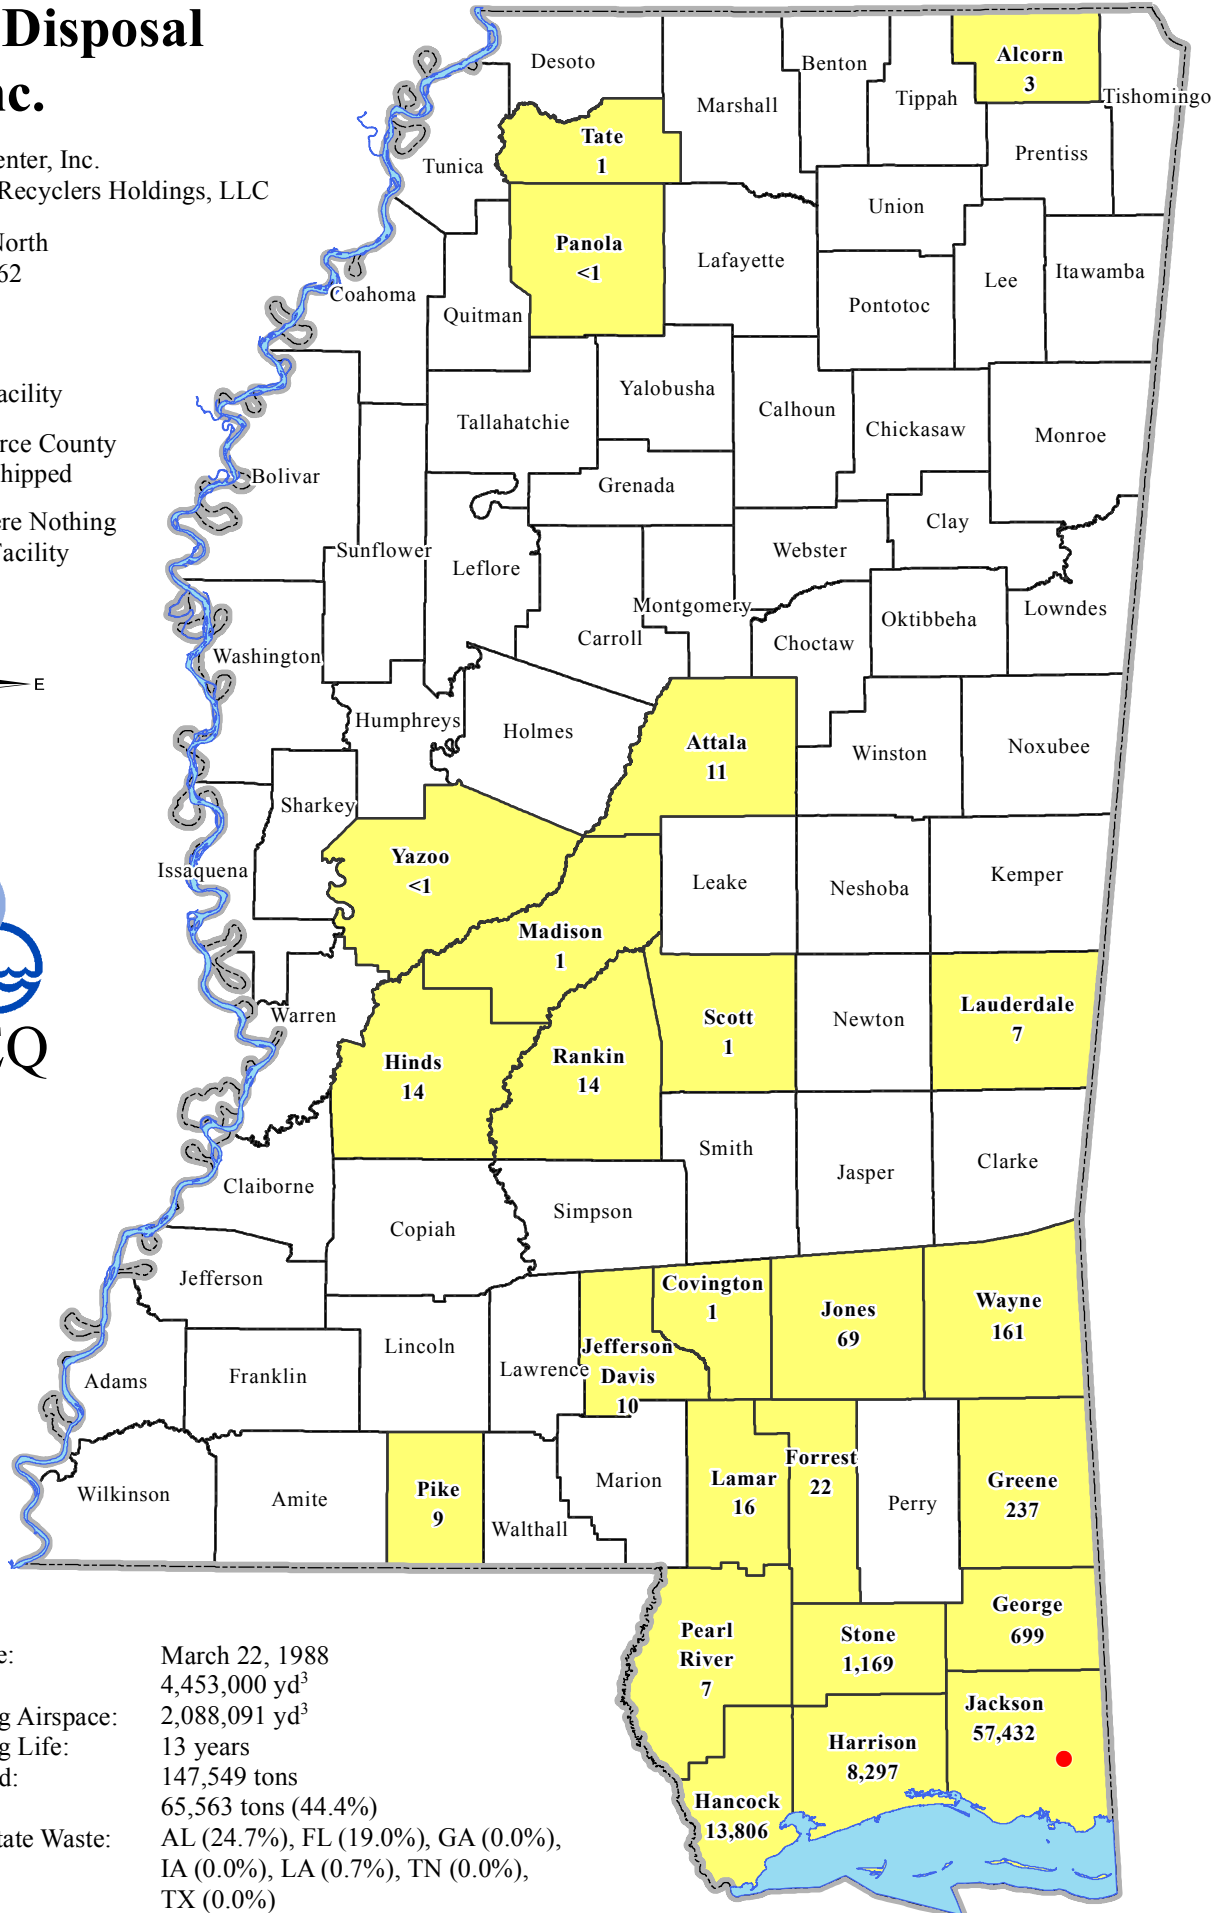 Disposal
nc.
enter, Inc.
Recyclers Holdings, LLC
North
62
acility
rce County
hipped
ere Nothing
Facility
E
CQ
Desoto
Marshall
Benton
Tippah
Alcorn
3
Tishomingo
Tate
1
Tunica
Prentiss
Union
Panola
<1
Lafayette
Coahoma
Quitman
Pontotoc
Lee
Itawamba
Yalobusha
Tallahatchie
Calhoun
Chickasaw
Monroe
Bolivar
Grenada
Clay
Sunflower
Leflore
Webster
Montgomery
Carroll
Choctaw
Oktibbeha
Lowndes
Washington
Humphreys
Holmes
Attala
11
Winston
Noxubee
Sharkey
Issaquena
Yazoo
<1
Leake
Neshoba
Kemper
Madison
1
Warren
Hinds
14
Rankin
14
Scott
1
Newton
Lauderdale
7
Smith
Jasper
Clarke
Claiborne
Copiah
Simpson
Jefferson
Covington
1
Jones
69
Wayne
161
Adams
Franklin
Lincoln
Lawrence
Jefferson
Davis
10
Wilkinson
Amite
Pike
9
Walthall
Marion
Lamar
16
Forrest
22
Perry
Greene
237
Pearl
River
7
Stone
1,169
George
699
Jackson
57,432
Harrison
8,297
Hancock
13,806
e: March 22, 1988
4,453,000 yd³
g Airspace: 2,088,091 yd³
g Life: 13 years
d: 147,549 tons
65,563 tons (44.4%)
tate Waste: AL (24.7%), FL (19.0%), GA (0.0%),
IA (0.0%), LA (0.7%), TN (0.0%),
TX (0.0%)